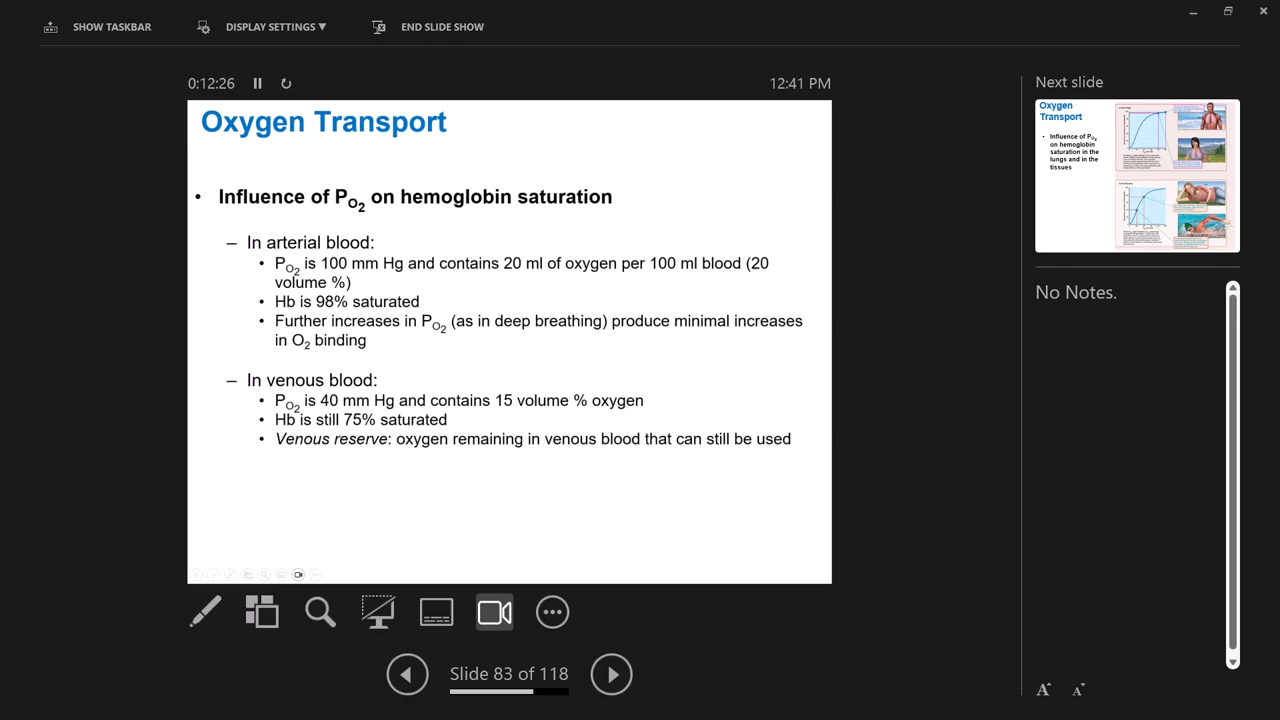 SHOW TASKBAR
DISPLAY SETTINGS ▼
END SLIDE SHOW
0:12:26
12:41 PM
Oxygen Transport
• Influence of PO2 on hemoglobin saturation
– In arterial blood:
• PO2 is 100 mm Hg and contains 20 ml of oxygen per 100 ml blood (20
volume %)
• Hb is 98% saturated
• Further increases in PO2 (as in deep breathing) produce minimal increases
in O2 binding
– In venous blood:
• PO2 is 40 mm Hg and contains 15 volume % oxygen
• Hb is still 75% saturated
• Venous reserve: oxygen remaining in venous blood that can still be used
Slide 83 of 118
Next slide
Oxygen
Transport
• Influence of PO2
on hemoglobin
saturation in the
lungs and in the
tissues
No Notes.
A A